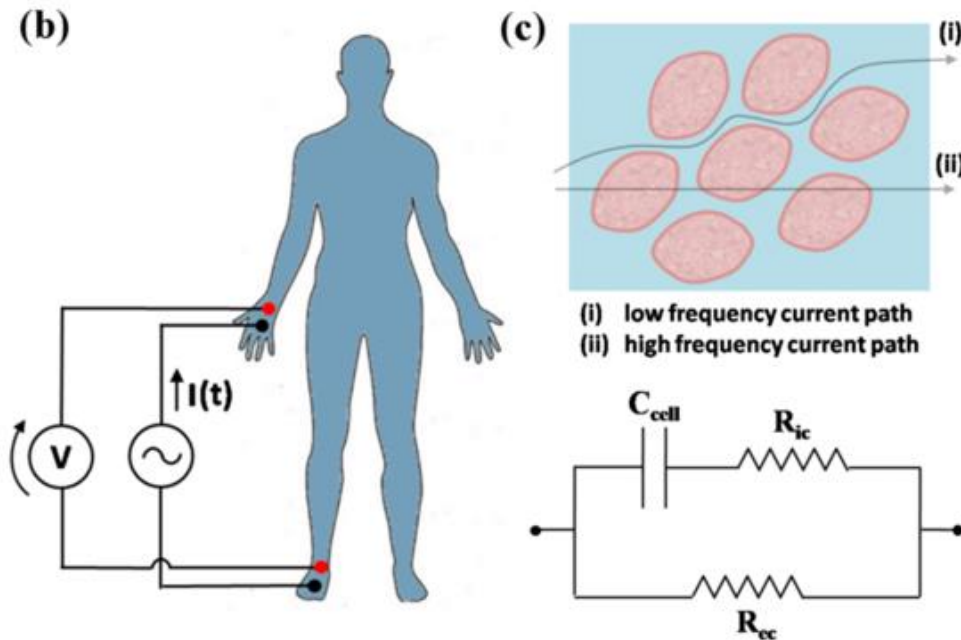 (b)
I(t)
V
(c)
(i)
(ii)
(i) low frequency current path
(ii) high frequency current path
C_cell
R_ic
R_ec